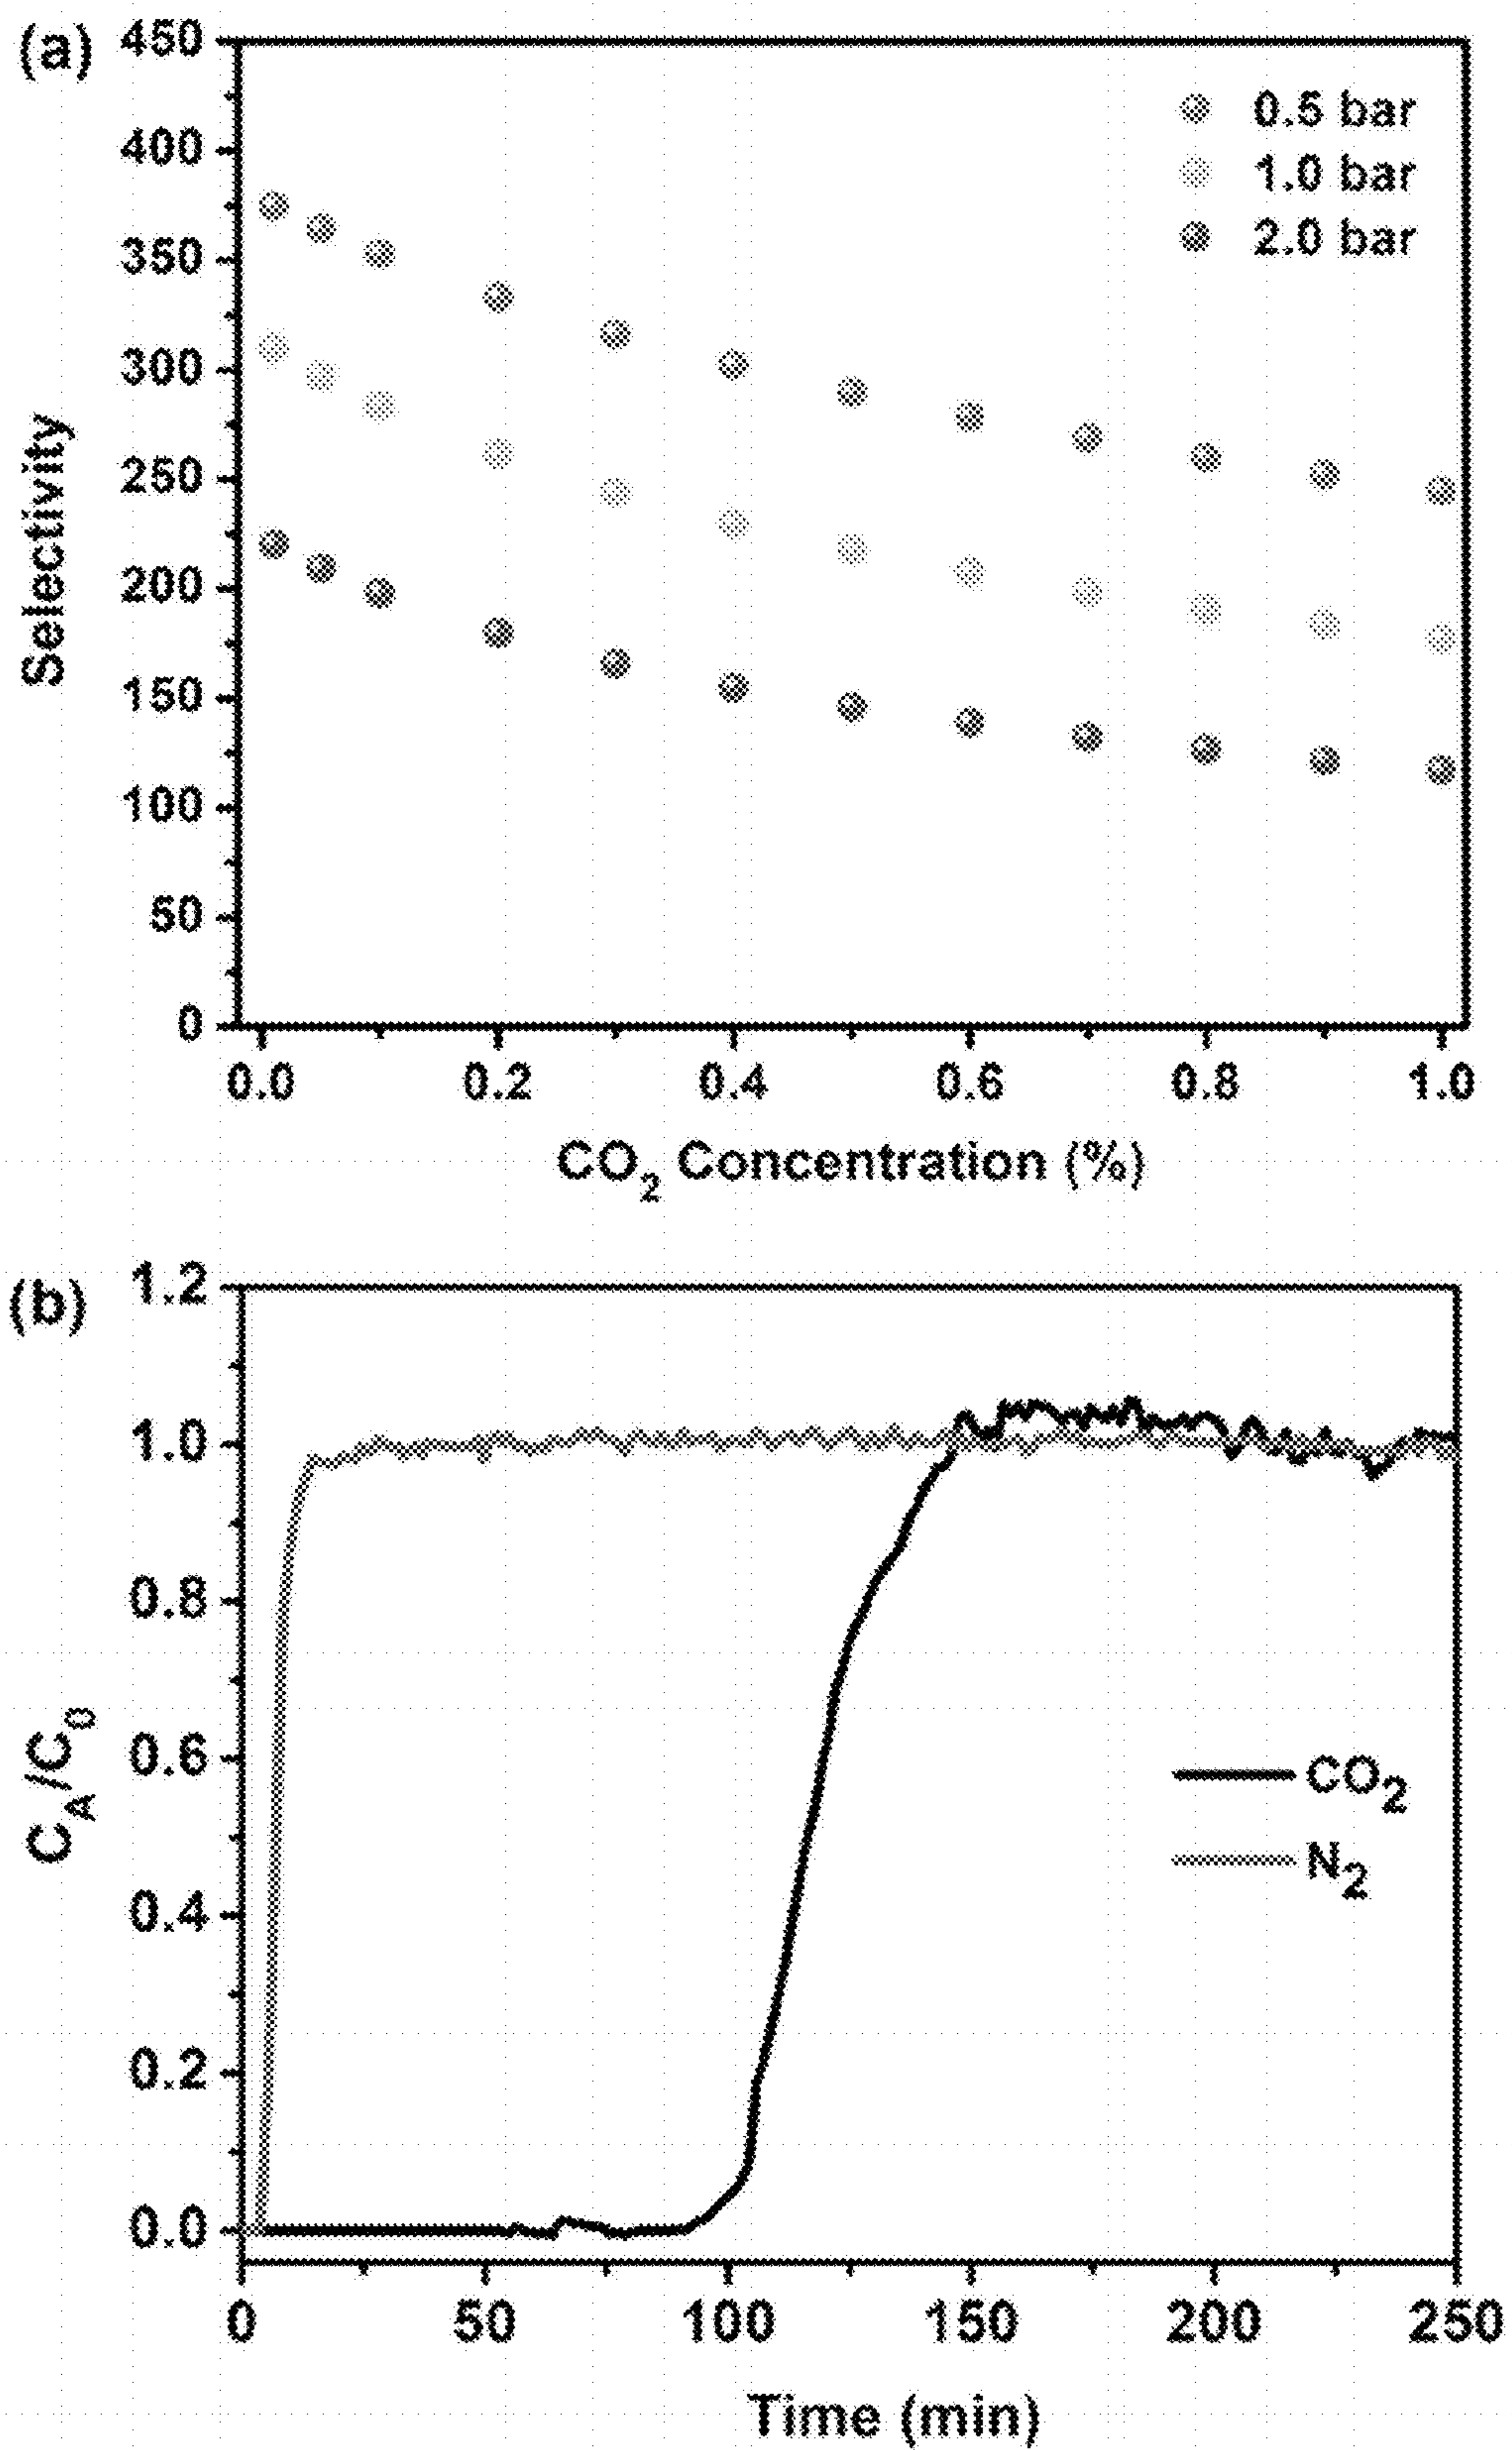 (a)
450
400
350
300
250
200
150
100
50
0
Selectivity
0.5 bar
1.0 bar
2.0 bar
0.0 0.2 0.4 0.6 0.8 1.0
CO₂ Concentration (%)
(b)
1.2
1.0
0.8
0.6
0.4
0.2
0.0
C_A/C₀
CO₂
N₂
0 50 100 150 200 250
Time (min)